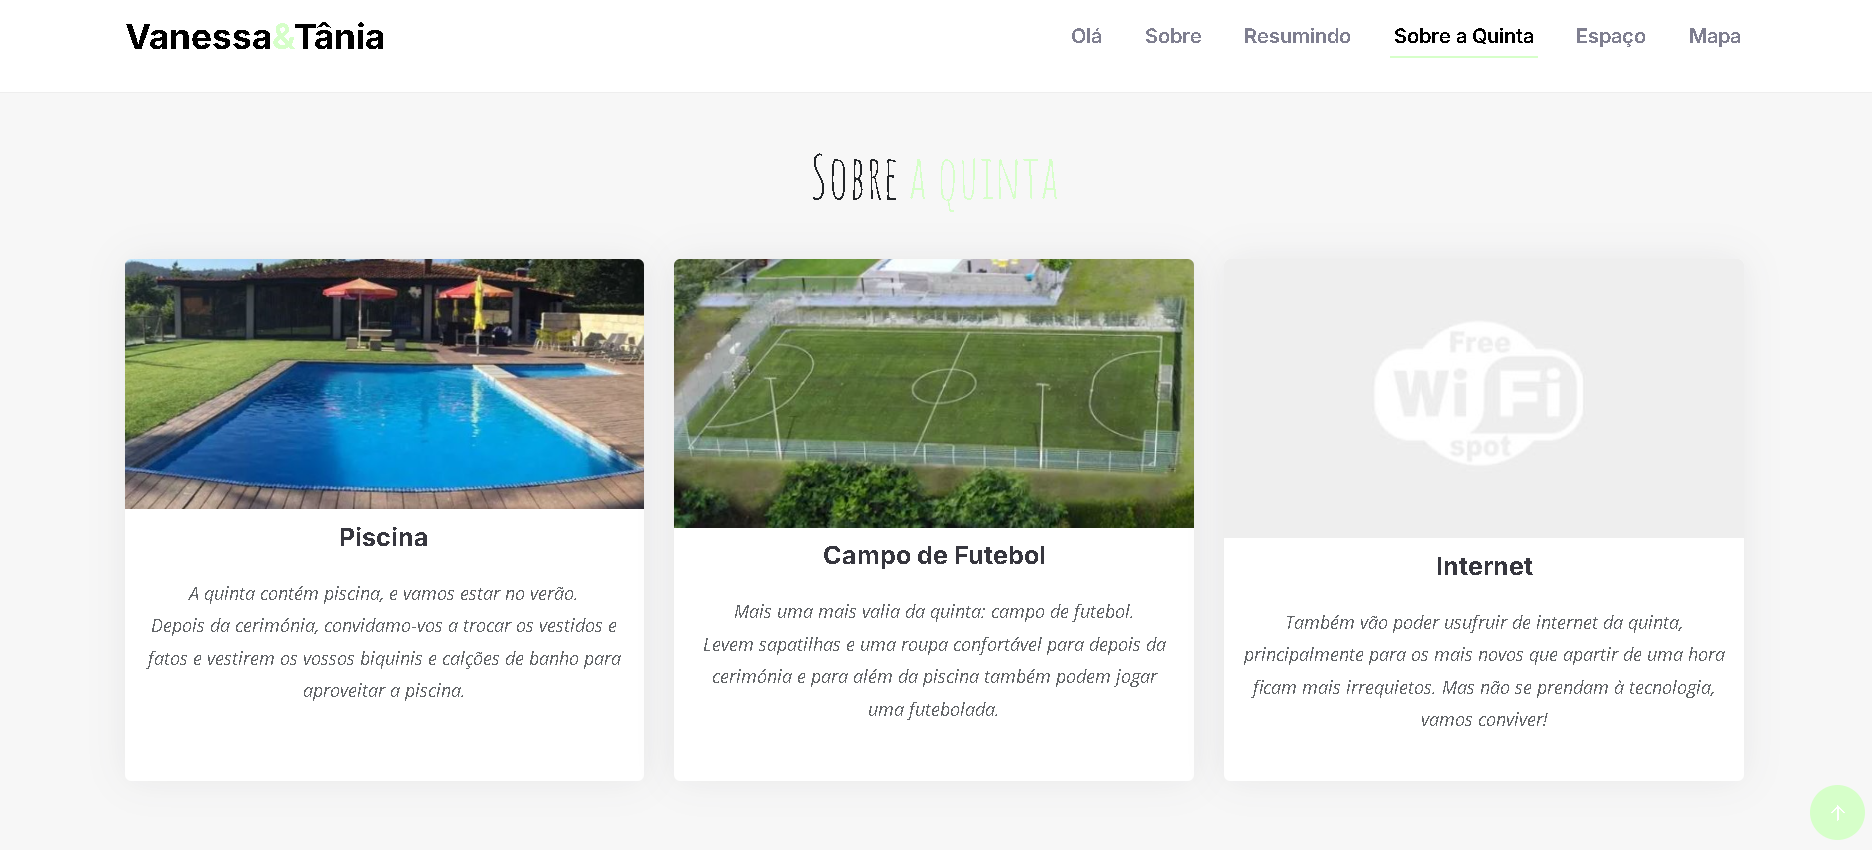 Vanessa&Tânia
Olá Sobre Resumindo Sobre a Quinta Espaço Mapa
Sobre a quinta
Free
Wi Fi
spot
Piscina
A quinta contém piscina, e vamos estar no verão.
Depois da cerimónia, convidamo-vos a trocar os vestidos e
fatos e vestirem os vossos biquinis e calções de banho para
aproveitar a piscina.
Campo de Futebol
Mais uma mais valia da quinta: campo de futebol.
Levem sapatilhas e uma roupa confortável para depois da
cerimónia e para além da piscina também podem jogar
uma futebolada.
Internet
Também vão poder usufruir de internet da quinta,
principalmente para os mais novos que apartir de uma hora
ficam mais irrequietos. Mas não se prendam à tecnologia,
vamos conviver!